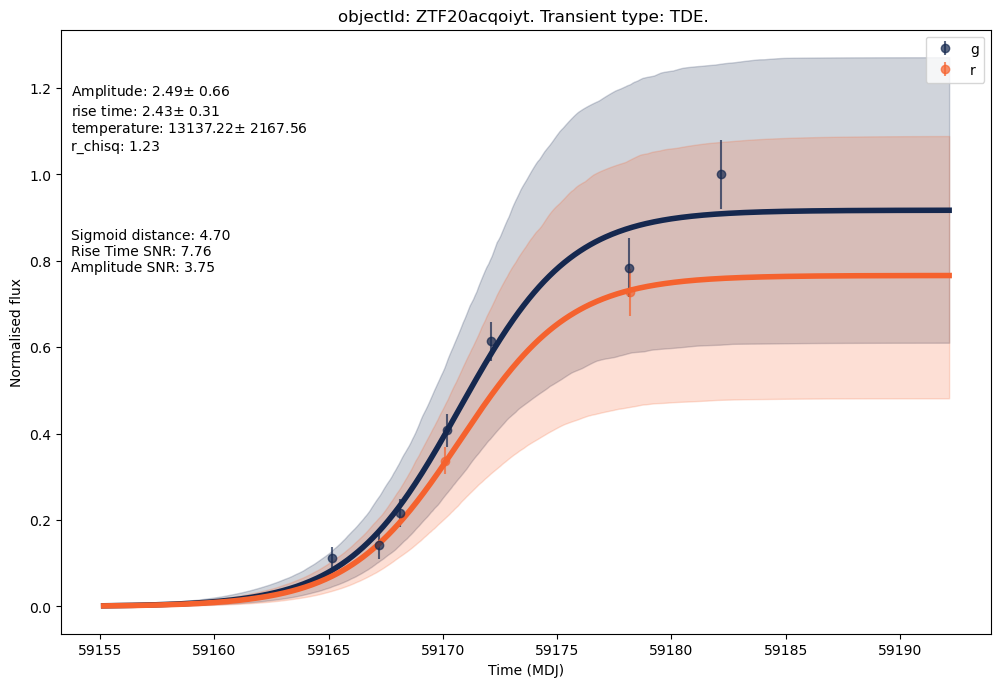 objectId: ZTF20acqoiyt. Transient type: TDE.
g
r
Amplitude: 2.49± 0.66
rise time: 2.43± 0.31
temperature: 13137.22± 2167.56
r_chisq: 1.23
Sigmoid distance: 4.70
Rise Time SNR: 7.76
Amplitude SNR: 3.75
Normalised flux
1.2
1.0
0.8
0.6
0.4
0.2
0.0
59155 59160 59165 59170 59175 59180 59185 59190
Time (MDJ)